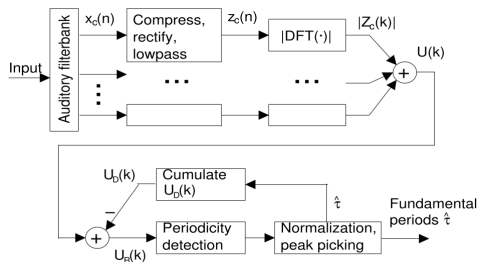 Input
Auditory filterbank
x_c(n)
Compress,
rectify,
lowpass
z_c(n)
|DFT(·)|
|Z_c(k)|
+
U(k)
...
...
...
U_D(k)
Cumulate
U_D(k)
τ̂
−
+
U_R(k)
Periodicity
detection
Normalization,
peak picking
Fundamental
periods τ̂